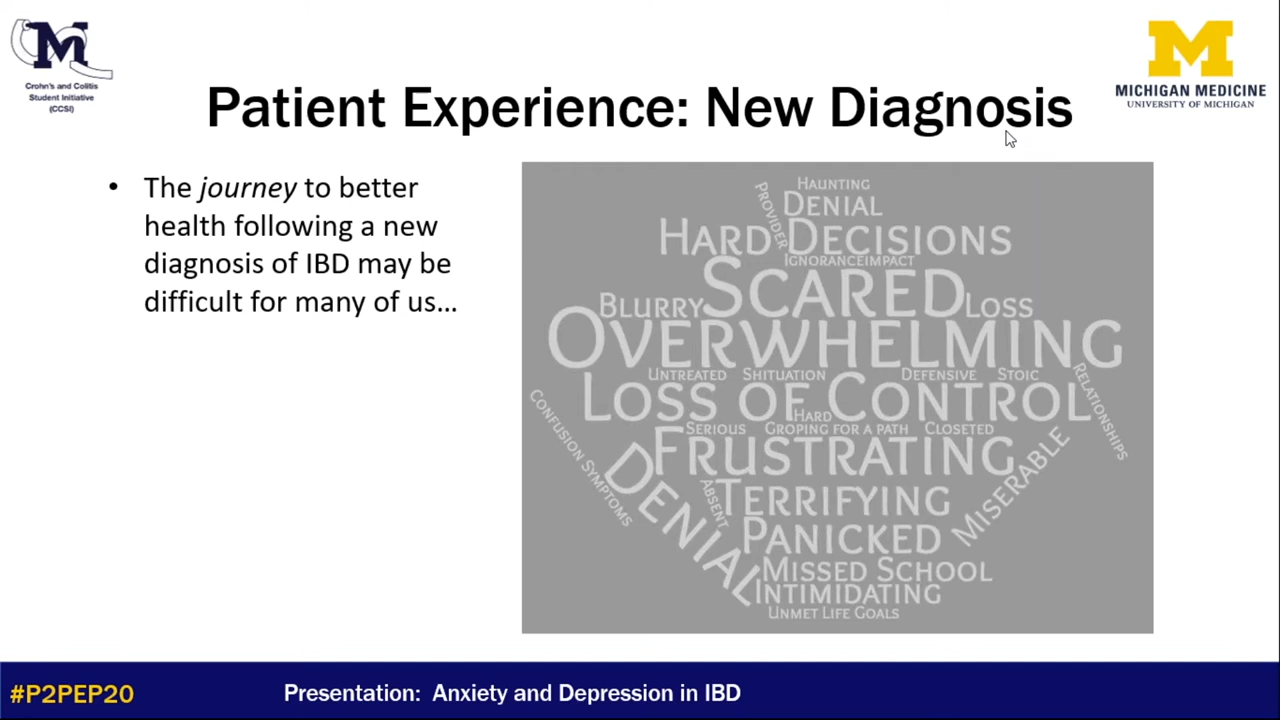 Crohn's and Colitis
Student Initiative
(CCSI)
M
MICHIGAN MEDICINE
UNIVERSITY OF MICHIGAN
Patient Experience: New Diagnosis
• The journey to better
health following a new
diagnosis of IBD may be
difficult for many of us…
HAUNTING
PROVIDER
DENIAL
HARD DECISIONS
IGNORANCE IMPACT
SCARED
BLURRY
LOSS
OVERWHELMING
UNTREATED SHITUATION DEFENSIVE STOIC
LOSS OF CONTROL
RELATIONSHIPS
HARD
SERIOUS GROPING FOR A PATH CLOSETED
CONFUSION SYMPTOMS
FRUSTRATING
DENIAL
ABSENT
TERRIFYING
MISERABLE
PANICKED
MISSED SCHOOL
INTIMIDATING
UNMET LIFE GOALS
#P2PEP20
Presentation: Anxiety and Depression in IBD